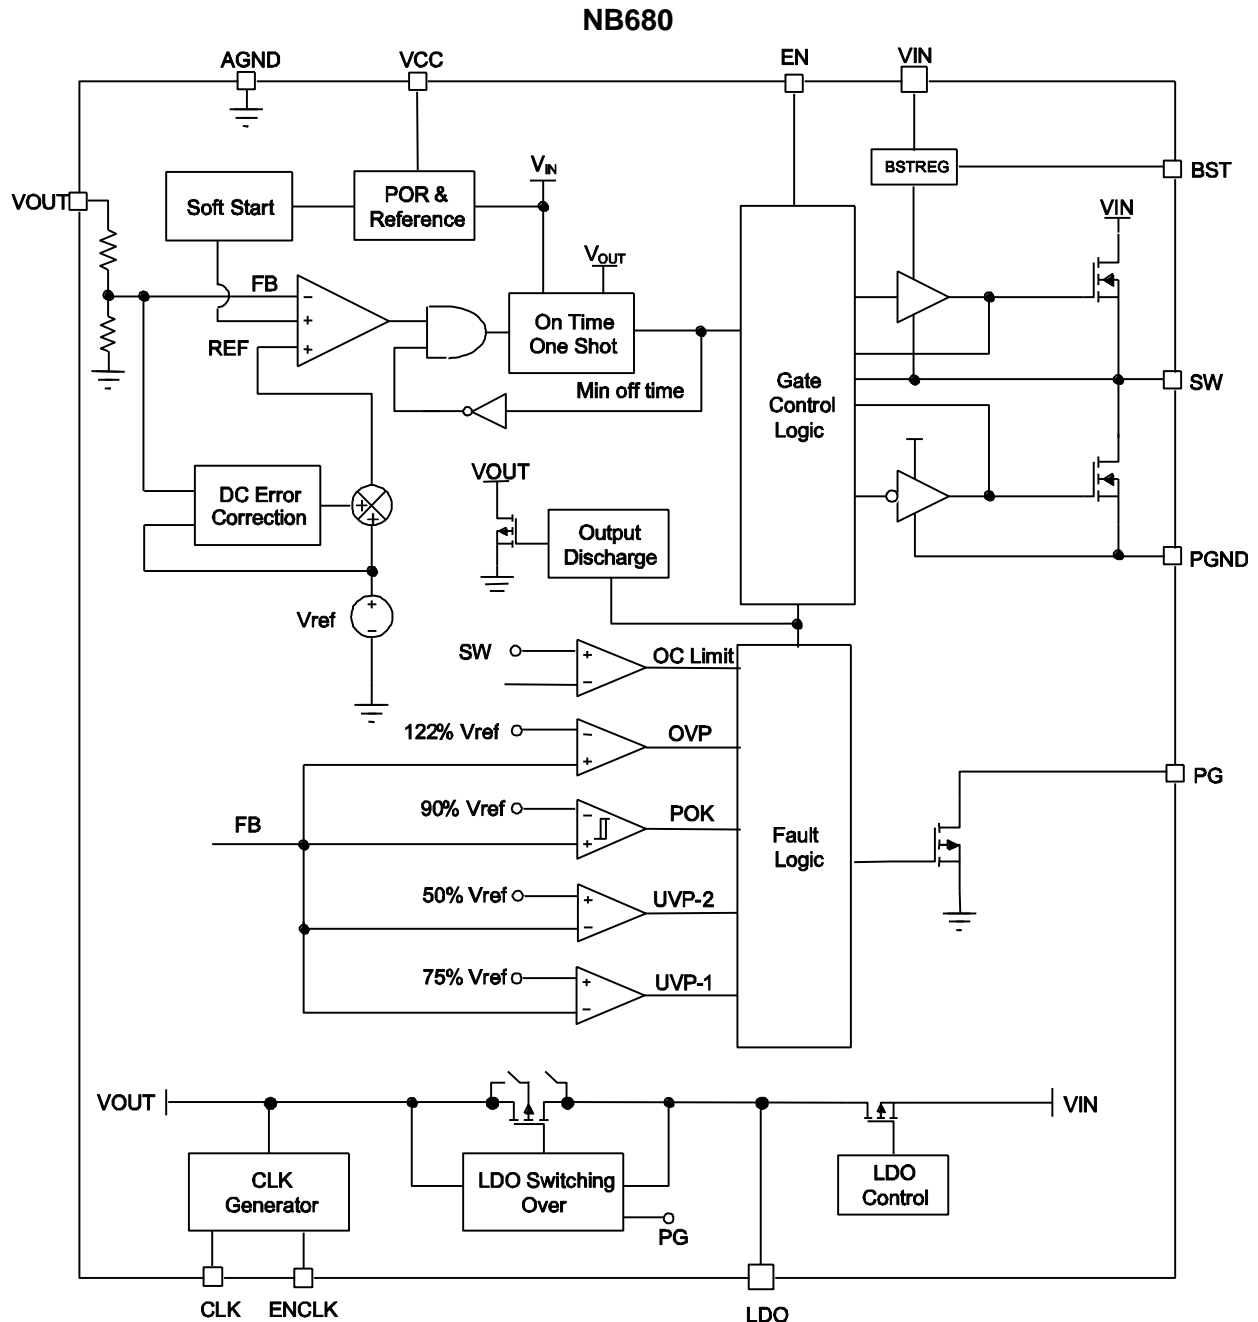 NB680
AGND
VCC
EN
VIN
BSTREG
BST
VOUT
Soft Start
POR &
Reference
VIN
VIN
VOUT
FB
−
+
+
REF
On Time
One Shot
Min off time
Gate
Control
Logic
SW
DC Error
Correction
+
+
VOUT
Output
Discharge
PGND
Vref
+
−
SW
+
−
OC Limit
122% Vref
−
+
OVP
90% Vref
−
+
POK
FB
50% Vref
+
−
UVP-2
75% Vref
+
−
UVP-1
Fault
Logic
PG
VOUT
VIN
CLK
Generator
LDO Switching
Over
PG
LDO
Control
CLK
ENCLK
LDO